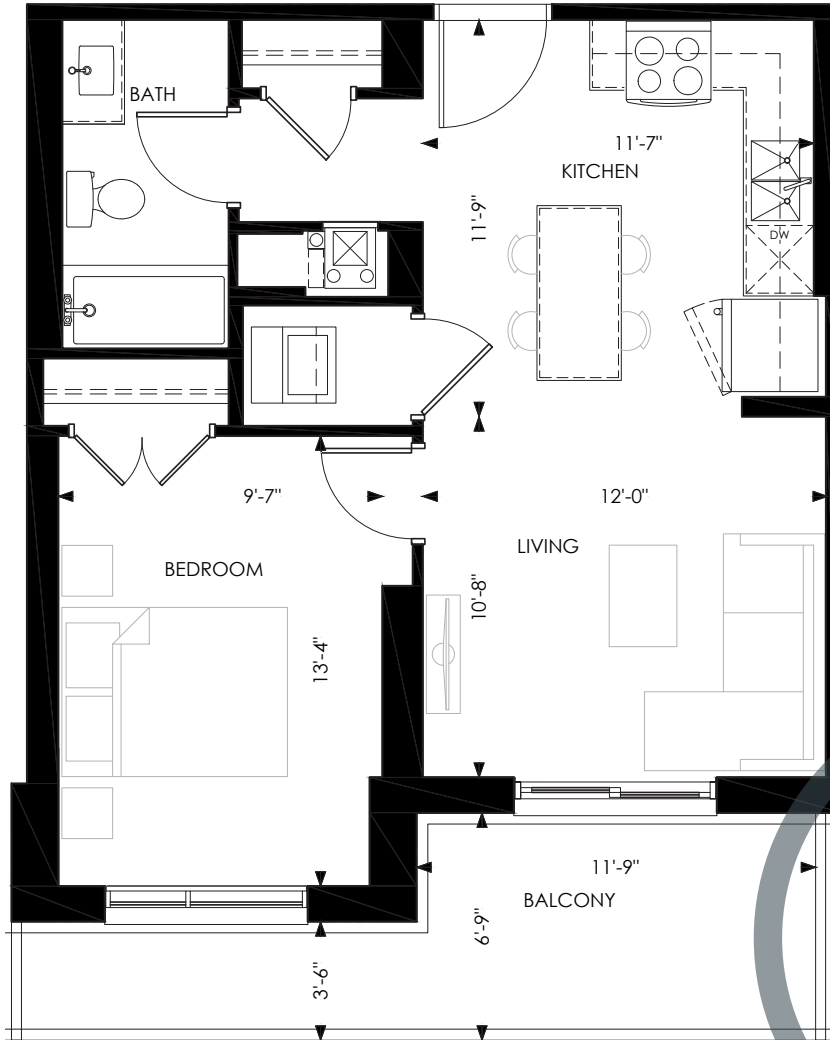 BATH
11'-7"
KITCHEN
11'-9"
DW
9'-7"
12'-0"
LIVING
BEDROOM
10'-8"
13'-4"
11'-9"
BALCONY
6'-9"
3'-6"